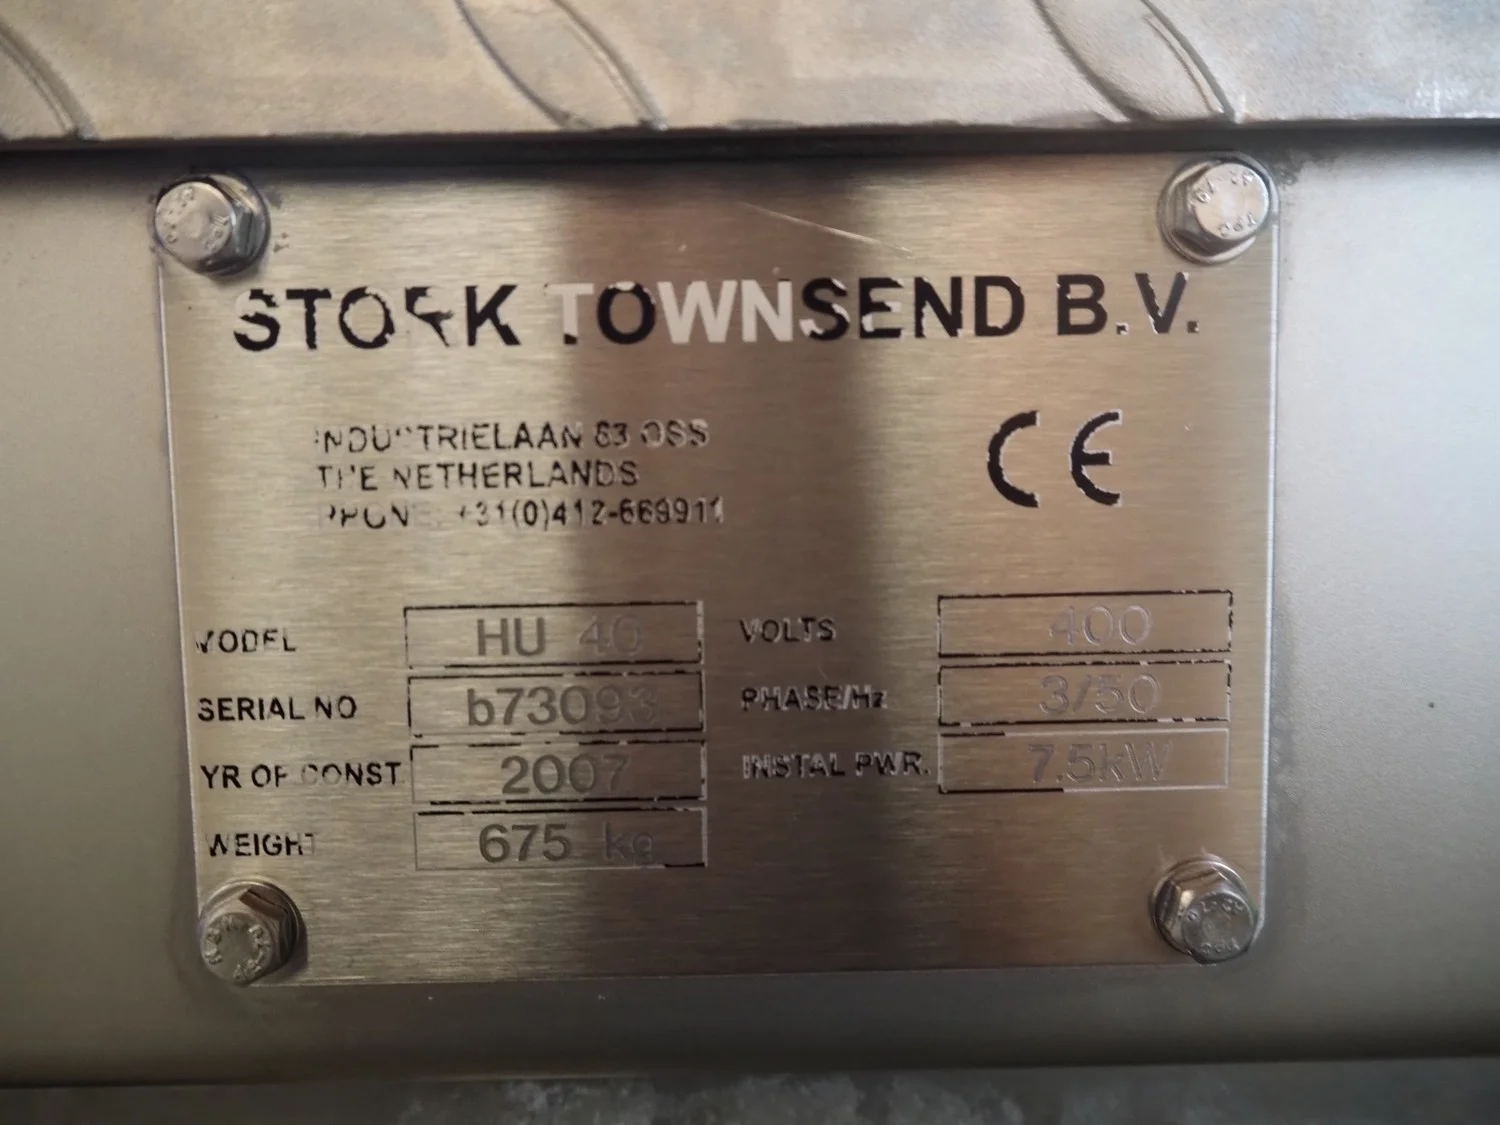 STORK TOWNSEND B.V.
INDUSTRIELAAN 63 OSS
THE NETHERLANDS
PHONE: +31(0)412-669911
CE
MODEL HU 40
SERIAL NO b73093
YR OF CONST 2007
WEIGHT 675 kg
VOLTS 400
PHASE/Hz 3/50
INSTAL PWR. 7.5kW